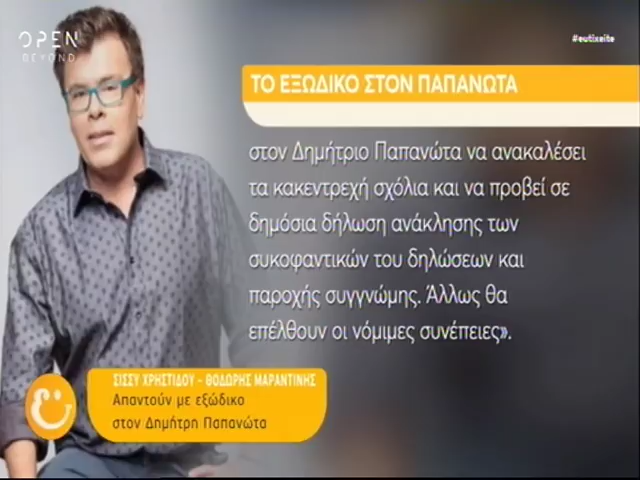 OPEN
BEYOND
#eutixeite
ΤΟ ΕΞΩΔΙΚΟ ΣΤΟΝ ΠΑΠΑΝΩΤΑ
στον Δημήτριο Παπανώτα να ανακαλέσει
τα κακεντρεχή σχόλια και να προβεί σε
δημόσια δήλωση ανάκλησης των
συκοφαντικών του δηλώσεων και
παροχής συγγνώμης. Άλλως θα
επέλθουν οι νόμιμες συνέπειες».
ΣΙΣΣΥ ΧΡΗΣΤΙΔΟΥ - ΘΟΔΩΡΗΣ ΜΑΡΑΝΤΙΝΗΣ
Απαντούν με εξώδικο
στον Δημήτρη Παπανώτα